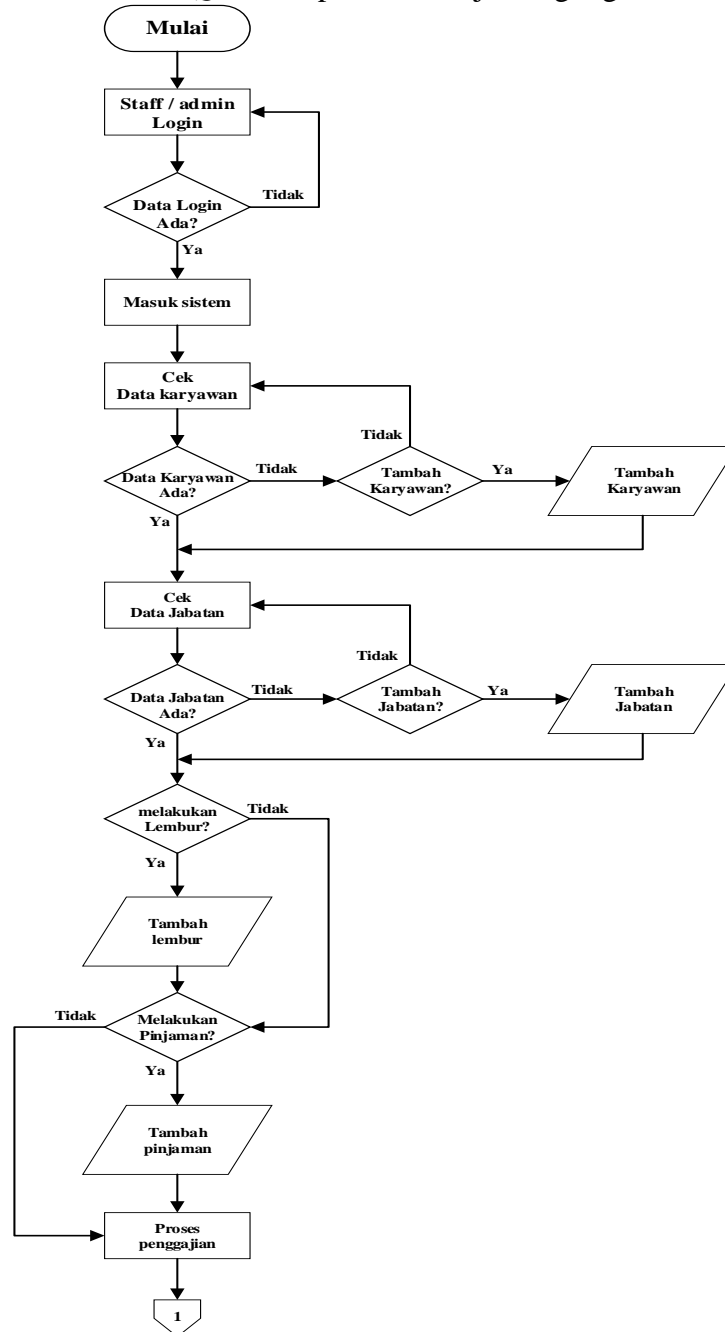 Mulai
Staff / admin
Login
Data Login
Ada?
Tidak
Ya
Masuk sistem
Cek
Data karyawan
Data Karyawan
Ada?
Tidak
Ya
Tambah
Karyawan?
Tidak
Ya
Tambah
Karyawan
Cek
Data Jabatan
Data Jabatan
Ada?
Tidak
Ya
Tambah
Jabatan?
Tidak
Ya
Tambah
Jabatan
melakukan
Lembur?
Tidak
Ya
Tambah
lembur
Melakukan
Pinjaman?
Tidak
Ya
Tambah
pinjaman
Proses
penggajian
1